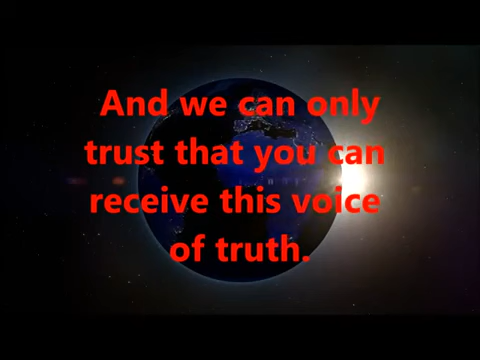 And we can only
trust that you can
receive this voice
of truth.